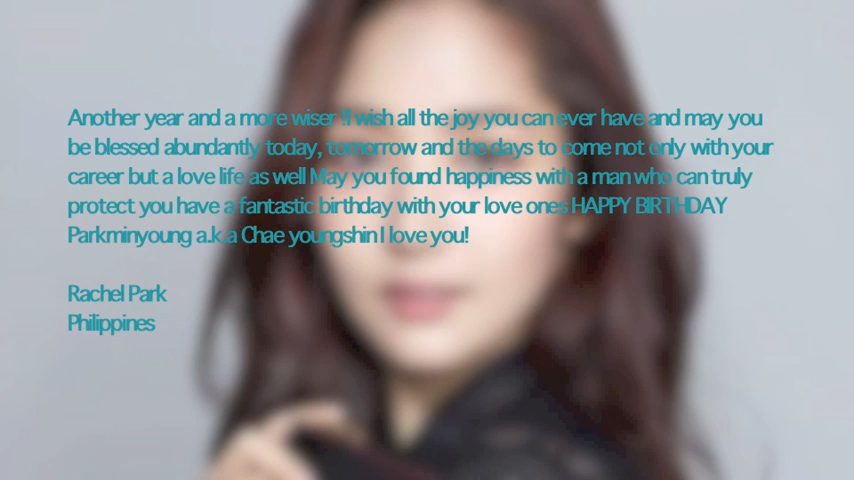 Another year and a more wiser !I wish all the joy you can ever have and may you
be blessed abundantly today, tomorrow and the days to come not only with your
career but a love life as well May you found happiness with a man who can truly
protect you have a fantastic birthday with your love ones HAPPY BIRTHDAY
Parkminyoung a.k.a Chae youngshin I love you!
Rachel Park
Philippines